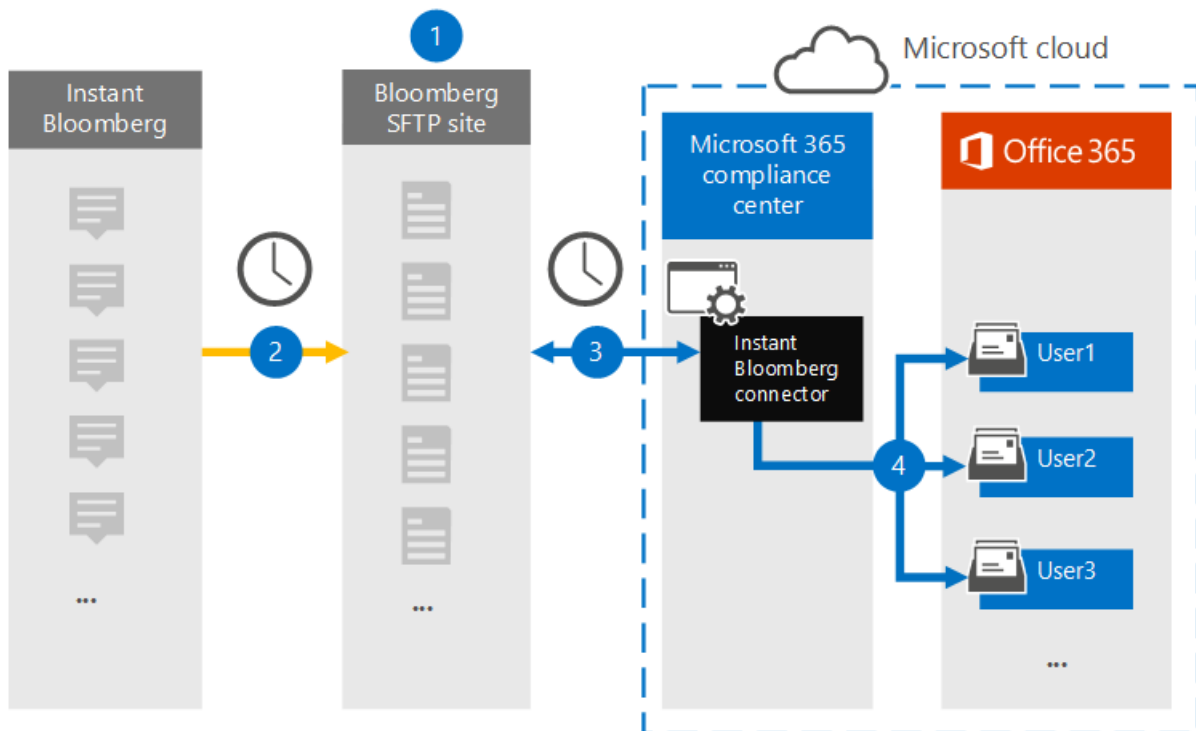 1
Microsoft cloud
Instant
Bloomberg
Bloomberg
SFTP site
Microsoft 365
compliance
center
Office 365
2
3
Instant
Bloomberg
connector
4
User1
User2
User3
...
...
...